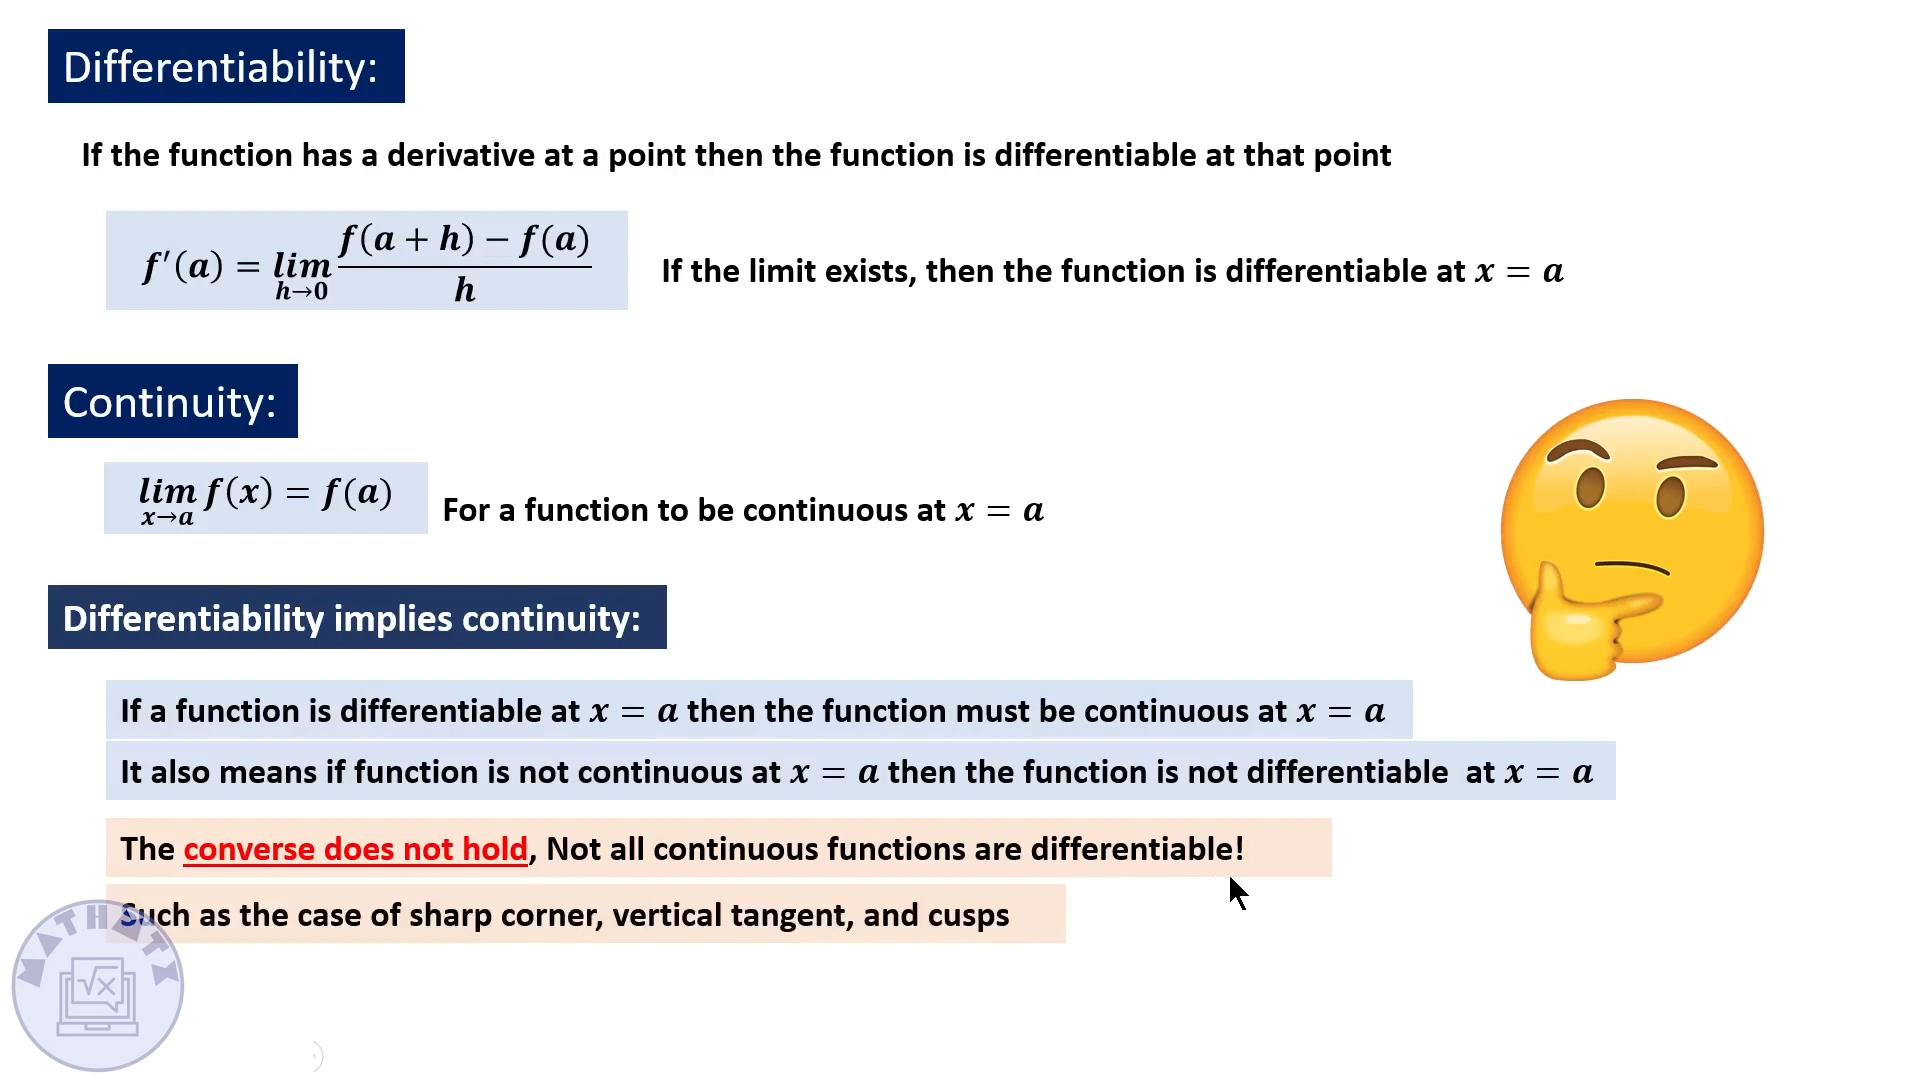 Differentiability:
If the function has a derivative at a point then the function is differentiable at that point
f′(a) = lim h→0 f(a + h) − f(a) / h
If the limit exists, then the function is differentiable at x = a
Continuity:
lim x→a f(x) = f(a)
For a function to be continuous at x = a
Differentiability implies continuity:
If a function is differentiable at x = a then the function must be continuous at x = a
It also means if function is not continuous at x = a then the function is not differentiable at x = a
The converse does not hold, Not all continuous functions are differentiable!
Such as the case of sharp corner, vertical tangent, and cusps
MATHATX
√x